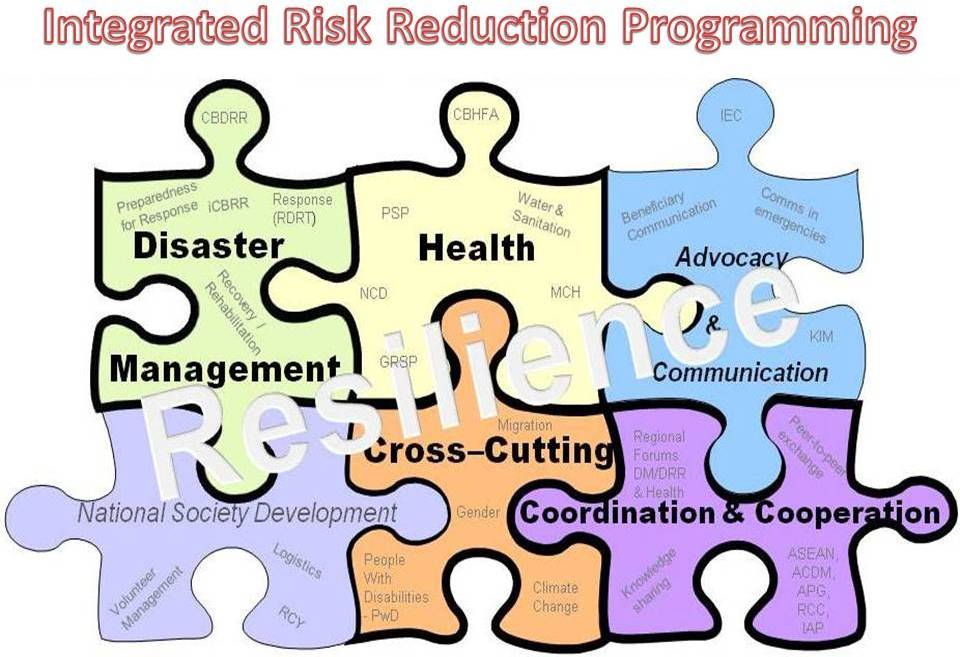 Integrated Risk Reduction Programming
CBDRR
Preparedness
for Response
iCBRR
Response
(RDRT)
Disaster
Recovery /
Rehabilitation
Management
CBHFA
PSP
Water &
Sanitation
Health
NCD
MCH
GRSP
IEC
Beneficiary
Communication
Comms in
emergencies
Advocacy
&
KIM
Communication
Resilience
National Society Development
Volunteer
Management
Logistics
RCY
Migration
Cross–Cutting
Gender
People
With
Disabilities
- PwD
Climate
Change
Regional
Forums
DM/DRR
& Health
Peer-to-peer
exchange
Coordination & Cooperation
Knowledge
sharing
ASEAN,
ACDM,
APG,
RCC,
IAP